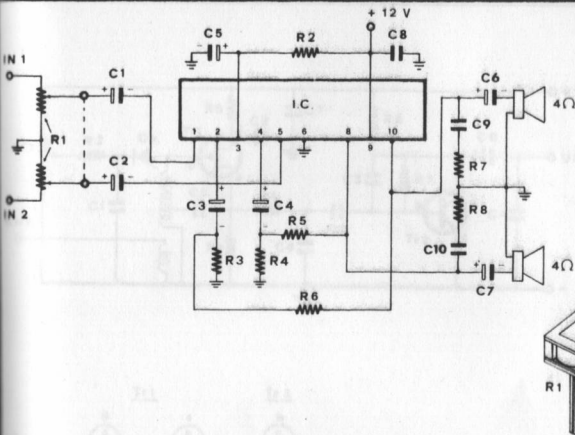 + 12 V
C5
R2
C8
IN 1
C1
C6
4Ω
I.C.
R1
C9
1 2 3 4 5 6 8 9 10
R7
C2
C3
C4
R5
R8
IN 2
R3
R4
C10
C7
4Ω
R6
R1